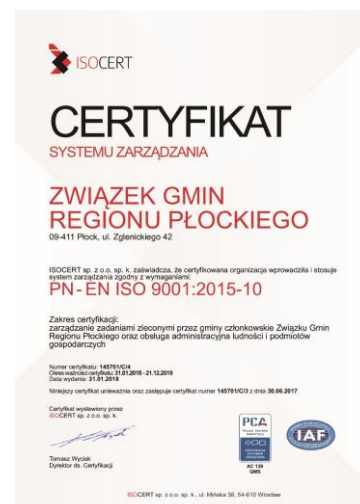 ISOCERT
CERTYFIKAT
SYSTEMU ZARZĄDZANIA
ZWIĄZEK GMIN
REGIONU PŁOCKIEGO
09-411 Płock, ul. Zglenickiego 42
ISOCERT sp. z o.o. sp. k. zaświadcza, że certyfikowana organizacja wprowadziła i stosuje
system zarządzania zgodny z wymaganiami:
PN-EN ISO 9001:2015-10
Zakres certyfikacji:
zarządzanie zadaniami zleconymi przez gminy członkowskie Związku Gmin
Regionu Płockiego oraz obsługa administracyjna ludności i podmiotów
gospodarczych
Numer certyfikatu: 145701/C/4
Okres ważności certyfikatu: 31.01.2018 - 21.12.2019
Data wydania: 31.01.2018
Niniejszy certyfikat unieważnia oraz zastępuje certyfikat numer 145701/C/3 z dnia 30.06.2017
Certyfikat wystawiony przez
ISOCERT sp. z o.o. sp. k.
Tomasz Wyciok
Dyrektor ds. Certyfikacji
PCA
AC 139
QMS
IAF
ISOCERT sp. z o.o. sp. k., ul. Mińska 38, 54-610 Wrocław